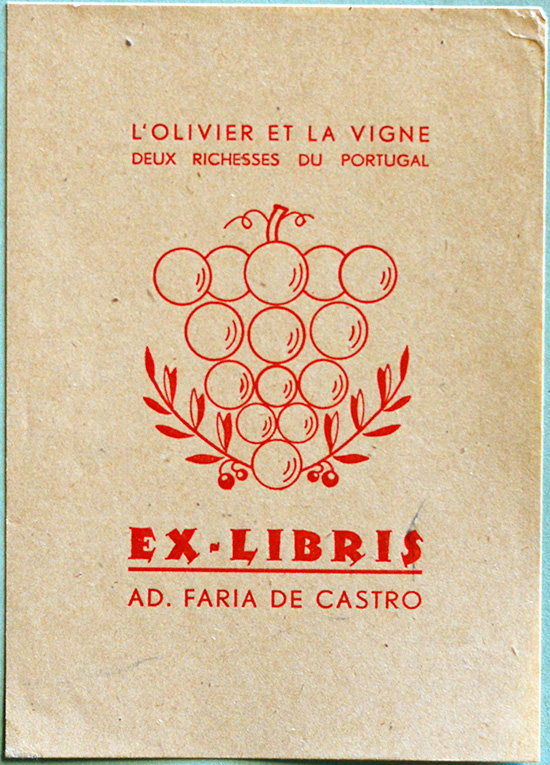 L'OLIVIER ET LA VIGNE
DEUX RICHESSES DU PORTUGAL
EX-LIBRIS
AD. FARIA DE CASTRO